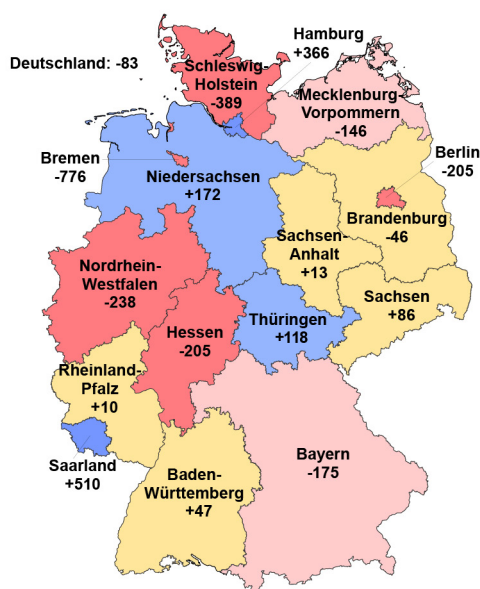 Hamburg
+366
Deutschland: -83
Schleswig-
Holstein
-389
Mecklenburg-
Vorpommern
-146
Bremen
-776
Niedersachsen
+172
Berlin
-205
Brandenburg
-46
Sachsen-
Anhalt
+13
Nordrhein-
Westfalen
-238
Sachsen
+86
Hessen
-205
Thüringen
+118
Rheinland-
Pfalz
+10
Saarland
+510
Bayern
-175
Baden-
Württemberg
+47